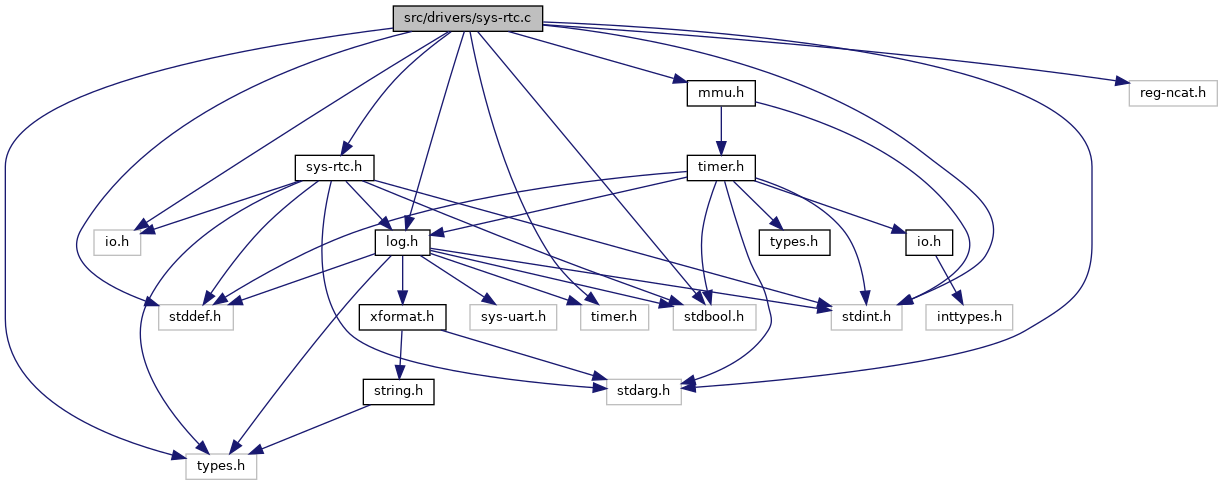 src/drivers/sys-rtc.c
mmu.h
reg-ncat.h
sys-rtc.h
timer.h
io.h
log.h
types.h
io.h
stddef.h
xformat.h
sys-uart.h
timer.h
stdbool.h
stdint.h
inttypes.h
string.h
stdarg.h
types.h